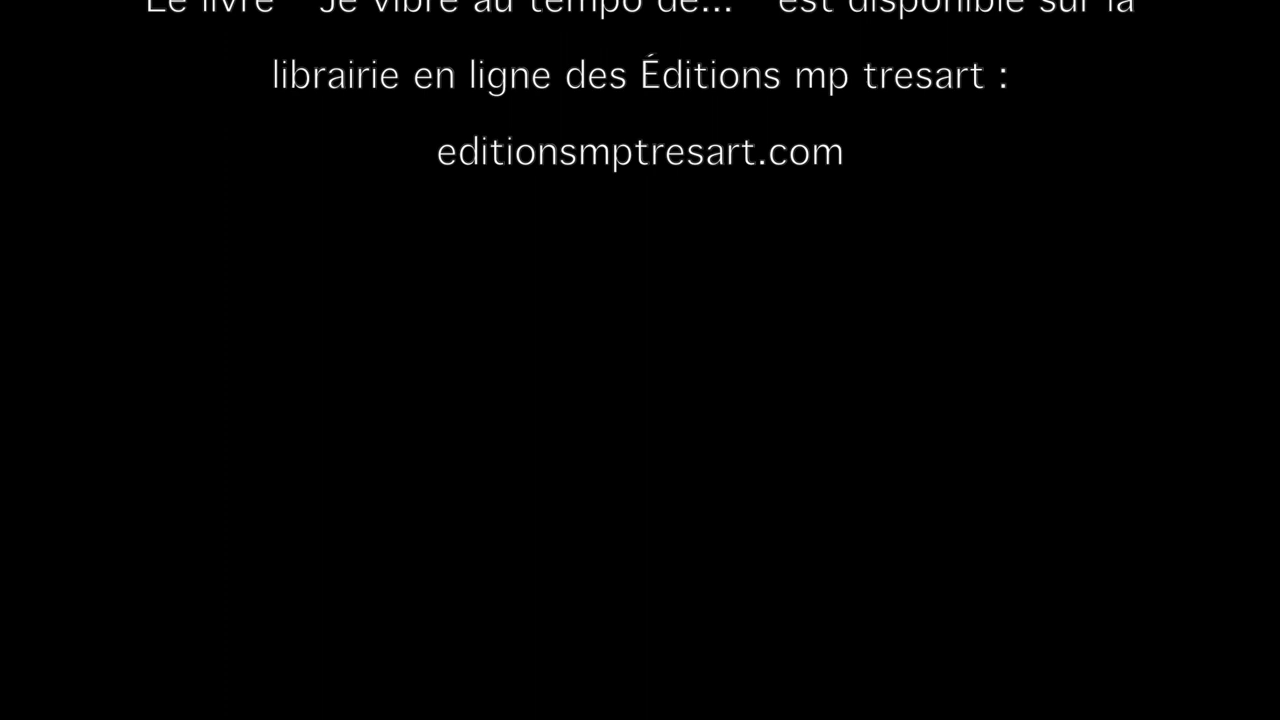 Le livre " Je vibre au tempo de... " est disponible sur la
librairie en ligne des Éditions mp tresart :
editionsmptresart.com